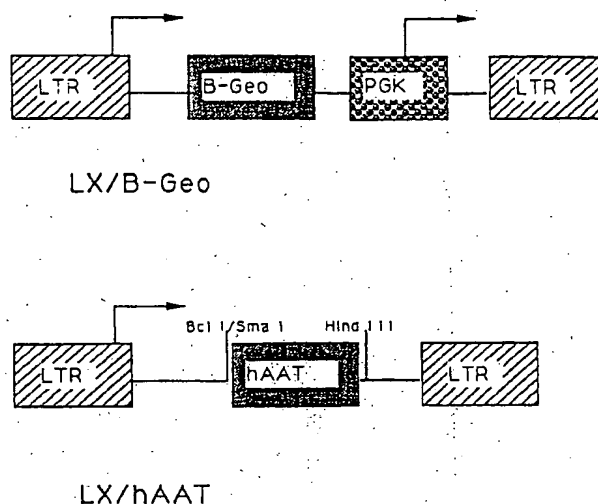 LTR B-Geo PGK LTR
LX/B-Geo
Bcl I/Sma I Hind III
LTR hAAT LTR
LX/hAAT